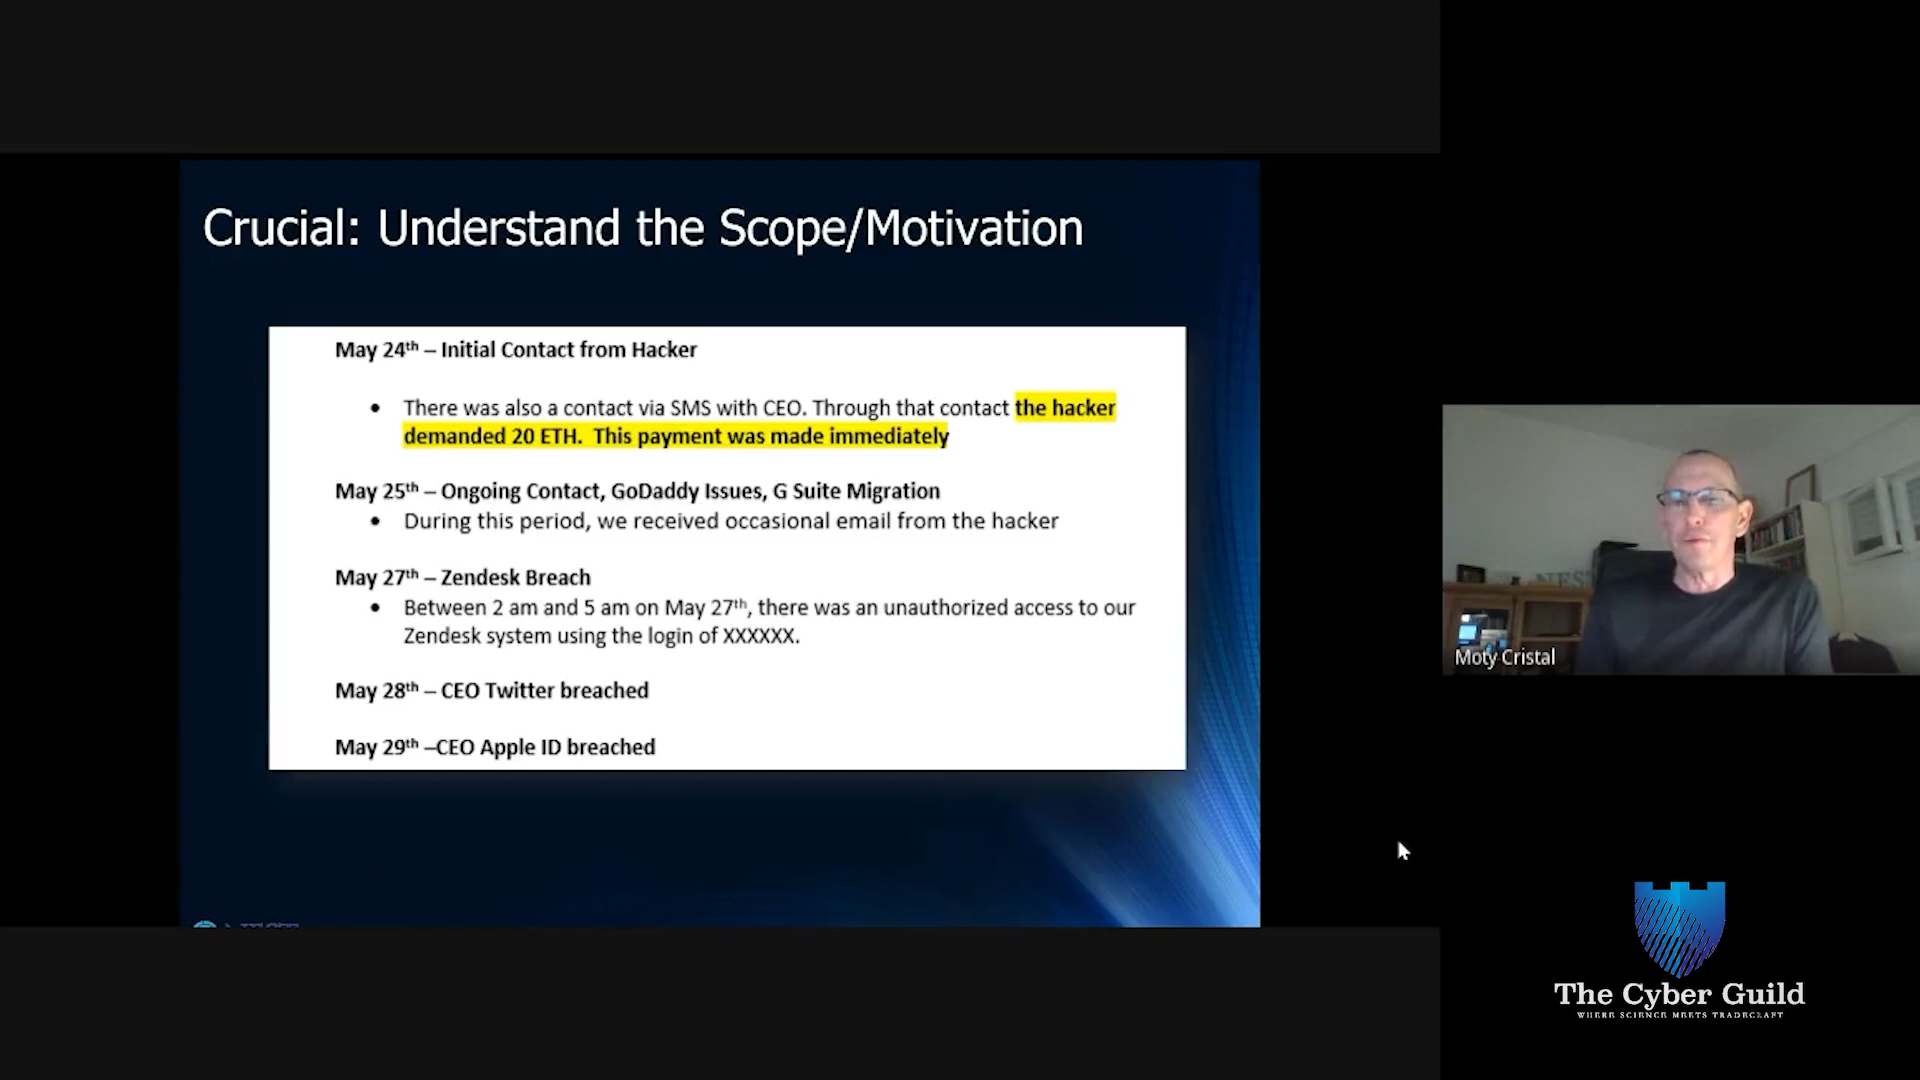 Crucial: Understand the Scope/Motivation
May 24th – Initial Contact from Hacker
• There was also a contact via SMS with CEO. Through that contact the hacker
demanded 20 ETH. This payment was made immediately
May 25th – Ongoing Contact, GoDaddy Issues, G Suite Migration
• During this period, we received occasional email from the hacker
May 27th – Zendesk Breach
• Between 2 am and 5 am on May 27th, there was an unauthorized access to our
Zendesk system using the login of XXXXXX.
May 28th – CEO Twitter breached
May 29th –CEO Apple ID breached
NEST
Moty Cristal
The Cyber Guild
WHERE SCIENCE MEETS TRADECRAFT